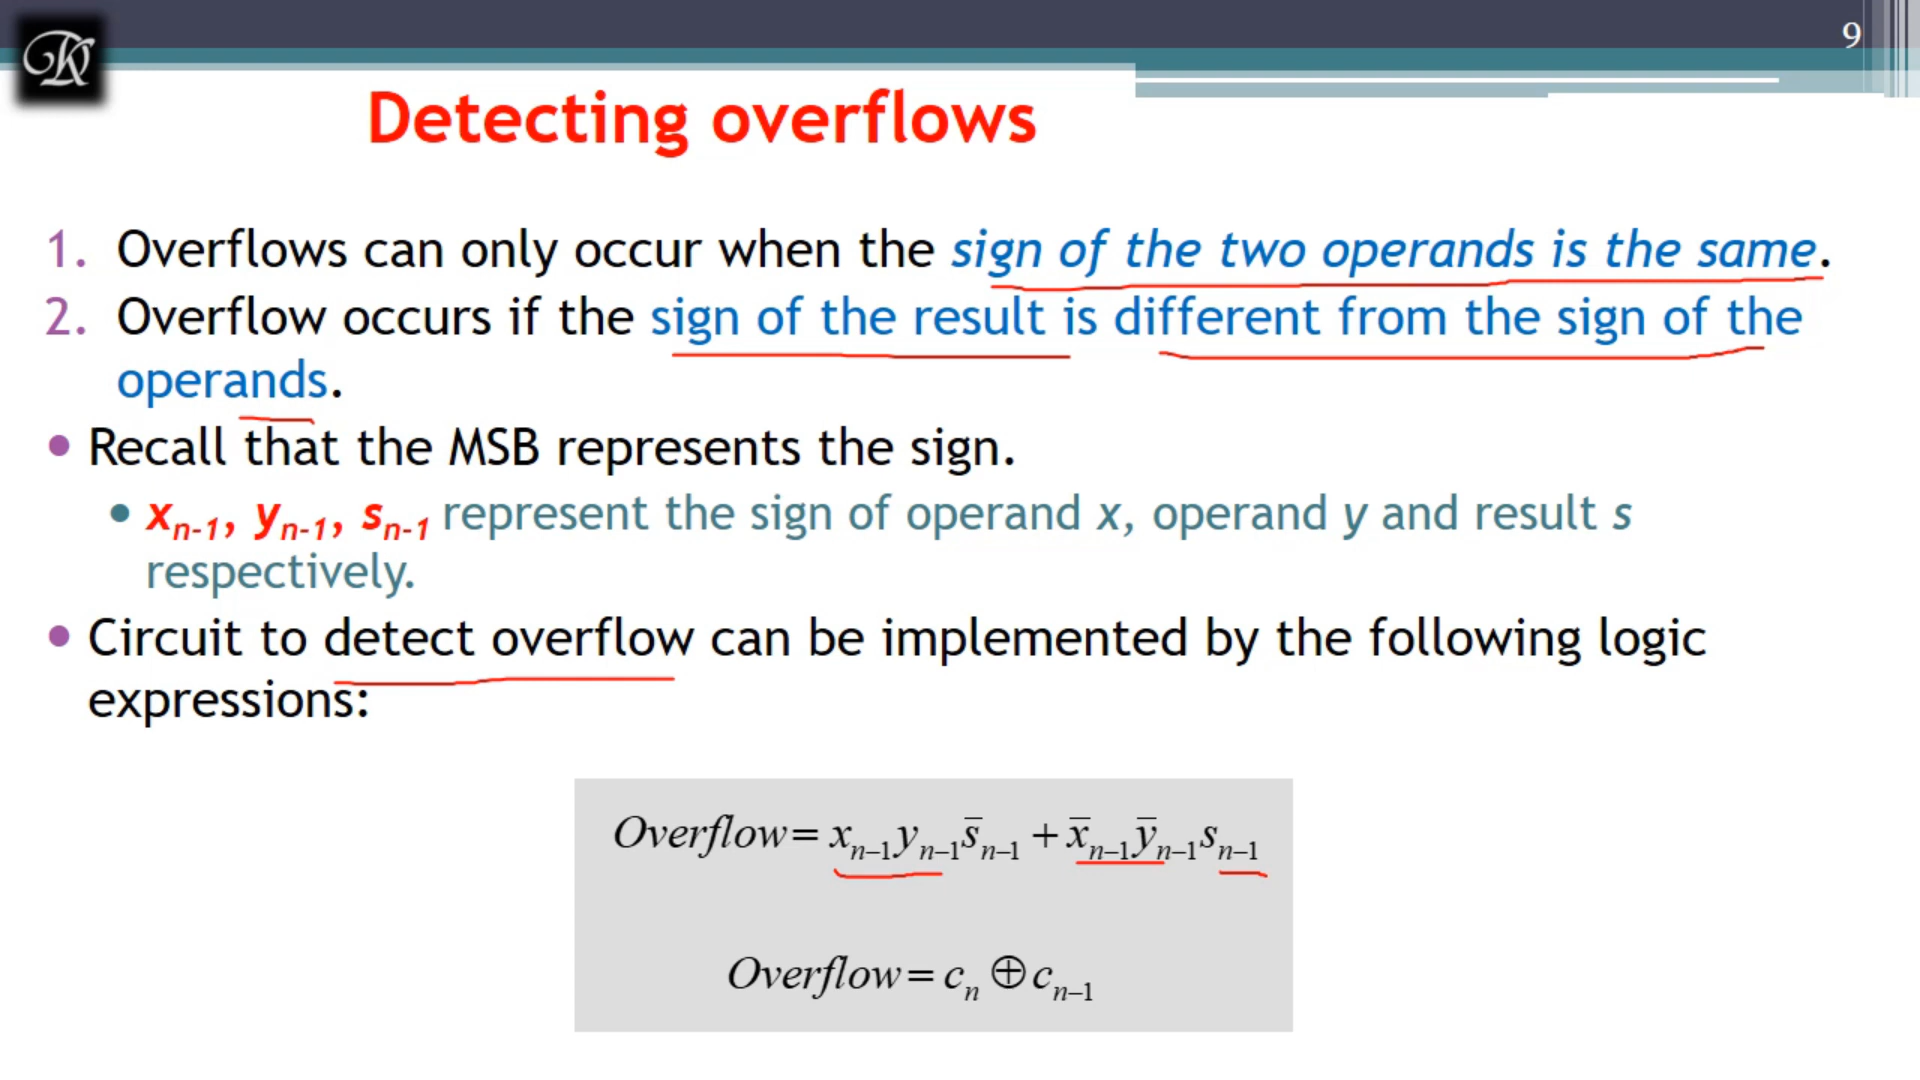 9
DK
Detecting overflows
1. Overflows can only occur when the sign of the two operands is the same.
2. Overflow occurs if the sign of the result is different from the sign of the
operands.
• Recall that the MSB represents the sign.
• xₙ₋₁, yₙ₋₁, sₙ₋₁ represent the sign of operand x, operand y and result s
respectively.
• Circuit to detect overflow can be implemented by the following logic
expressions:
Overflow = xₙ₋₁yₙ₋₁s̅ₙ₋₁ + x̅ₙ₋₁y̅ₙ₋₁sₙ₋₁
Overflow = cₙ ⊕ cₙ₋₁